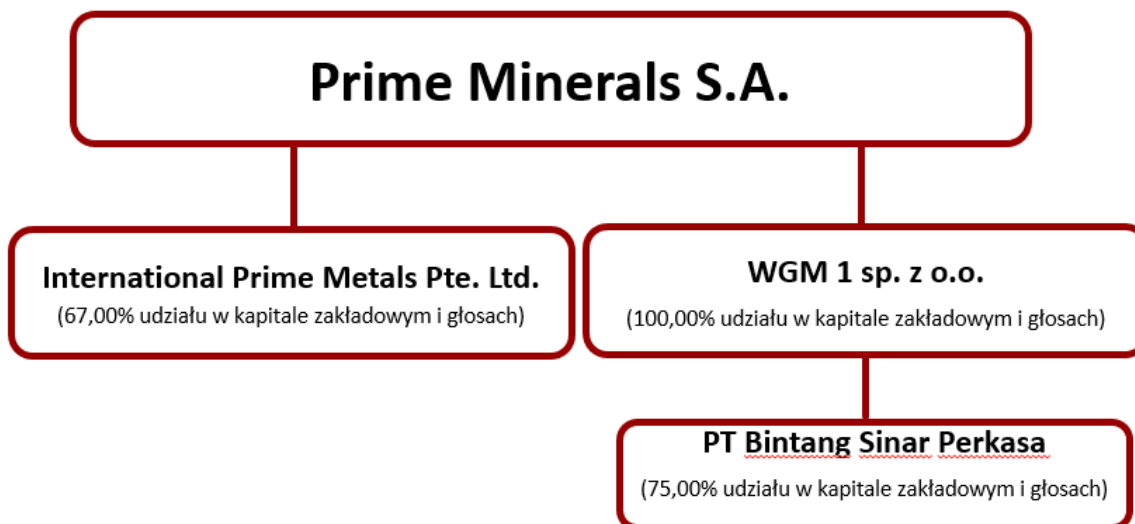 Prime Minerals S.A.
International Prime Metals Pte. Ltd.
(67,00% udziału w kapitale zakładowym i głosach)
WGM 1 sp. z o.o.
(100,00% udziału w kapitale zakładowym i głosach)
PT Bintang Sinar Perkasa
(75,00% udziału w kapitale zakładowym i głosach)